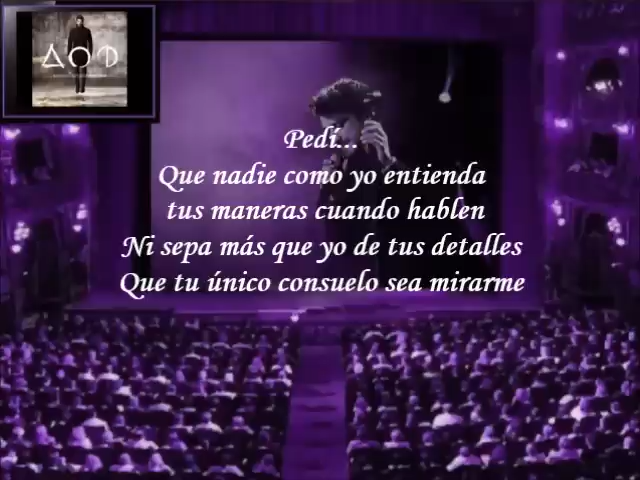 ΔΟΦ
Pedí...
Que nadie como yo entienda
tus maneras cuando hablen
Ni sepa más que yo de tus detalles
Que tu único consuelo sea mirarme